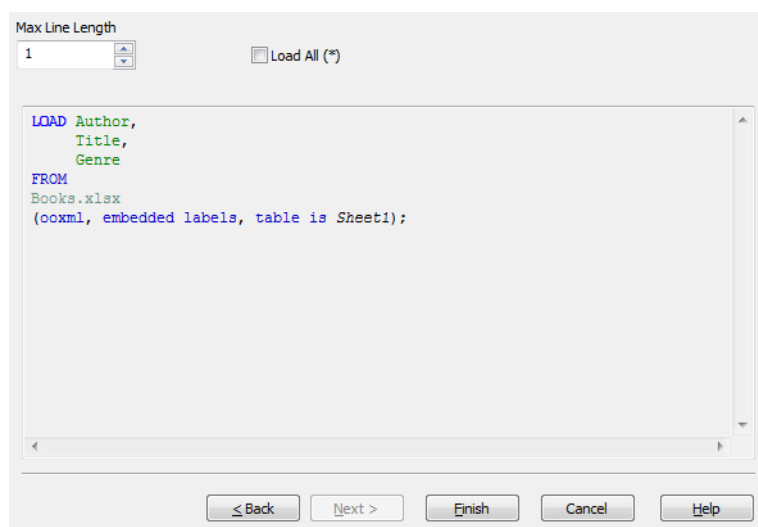 Max Line Length
1
Load All (*)
LOAD Author,
Title,
Genre
FROM
Books.xlsx
(ooxml, embedded labels, table is Sheet1);
< Back
Next >
Finish
Cancel
Help